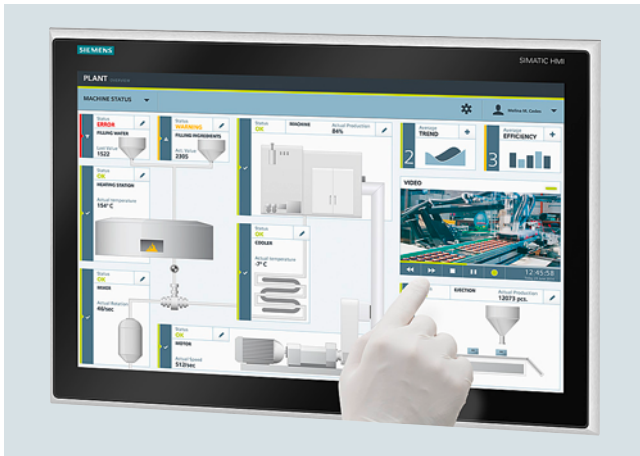 SIEMENS
SIMATIC HMI
PLANT
MACHINE STATUS
Status
ERROR
FILLING WATER
Last Value
1522
Status
WARNING
FILLING INGREDIENTS
Act. Value
2305
Status
OK
MACHINE
Actual Production
84%
Average
TREND
2
Average
EFFICIENCY
3
Status
OK
HEATING STATION
Actual temperature
154° C
VIDEO
12:45:58
Status
OK
COOLER
Actual temperature
-7° C
Status
OK
MIXER
Actual Rotation
48/sec
Status
OK
MOTOR
Actual Speed
512/sec
EJECTION
Actual Production
12073 pcs.